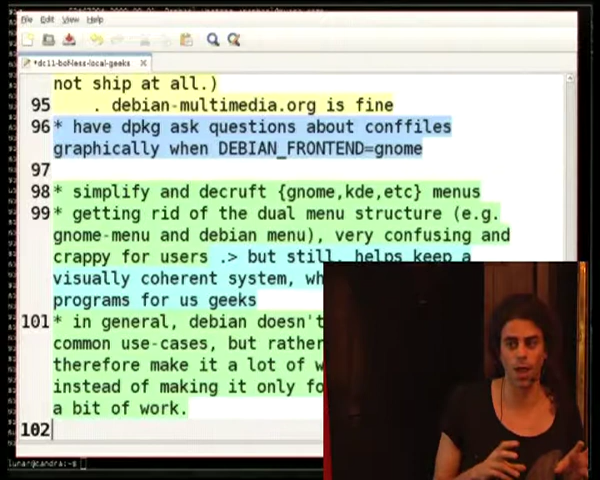 File Edit View Help
*dc11-bof-less-local-geeks
not ship at all.)
95 . debian-multimedia.org is fine
96 * have dpkg ask questions about conffiles
graphically when DEBIAN_FRONTEND=gnome
97
98 * simplify and decruft {gnome,kde,etc} menus
99 * getting rid of the dual menu structure (e.g.
gnome-menu and debian menu), very confusing and
crappy for users .> but still, helps keep a
visually coherent system,
programs for us geeks
101 * in general, debian doesn't
common use-cases, but rather
therefore make it a lot of
instead of making it only
a bit of work.
102